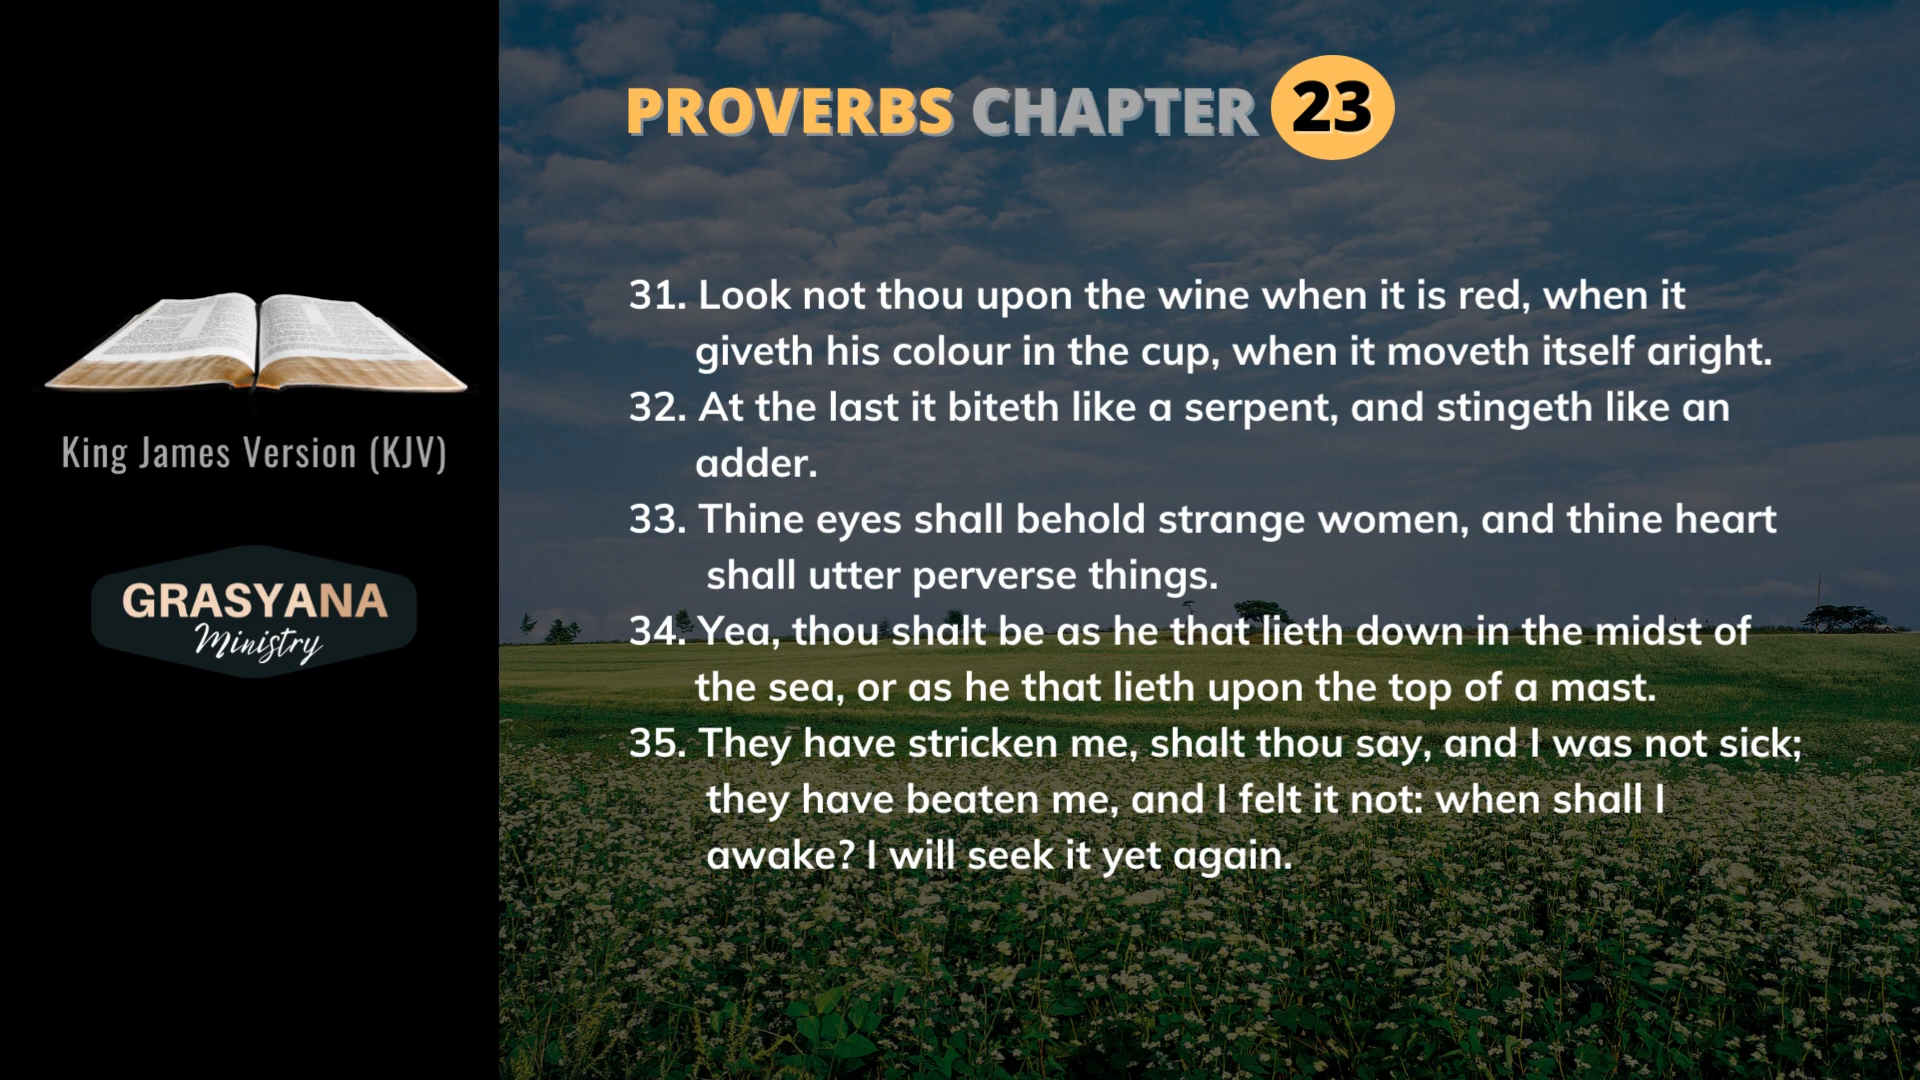 PROVERBS CHAPTER 23
31. Look not thou upon the wine when it is red, when it
giveth his colour in the cup, when it moveth itself aright.
32. At the last it biteth like a serpent, and stingeth like an
adder.
33. Thine eyes shall behold strange women, and thine heart
shall utter perverse things.
34. Yea, thou shalt be as he that lieth down in the midst of
the sea, or as he that lieth upon the top of a mast.
35. They have stricken me, shalt thou say, and I was not sick;
they have beaten me, and I felt it not: when shall I
awake? I will seek it yet again.
King James Version (KJV)
GRASYANA
Ministry